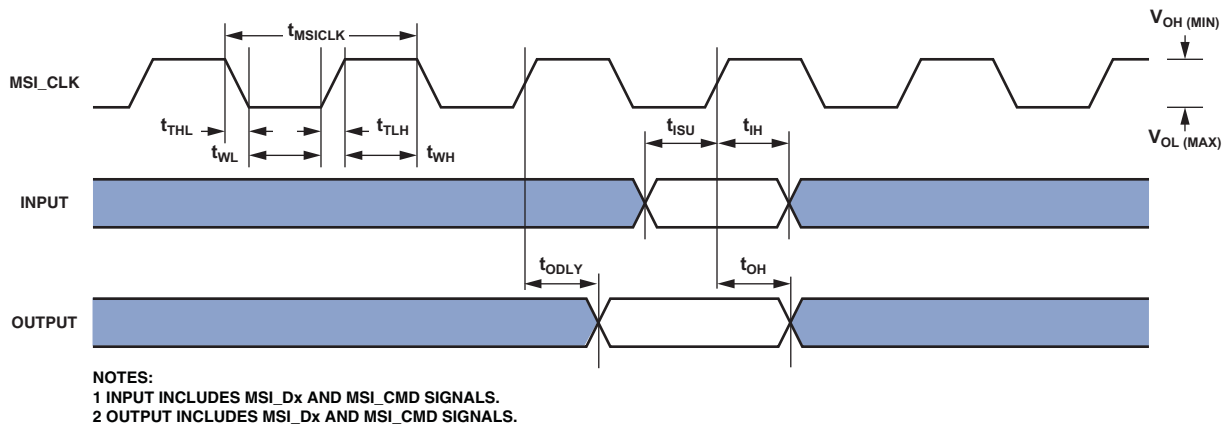 tMSICLK
VOH (MIN)
MSI_CLK
tTHL
tTLH
tISU
tIH
VOL (MAX)
tWL
tWH
INPUT
tODLY
tOH
OUTPUT
NOTES:
1 INPUT INCLUDES MSI_Dx AND MSI_CMD SIGNALS.
2 OUTPUT INCLUDES MSI_Dx AND MSI_CMD SIGNALS.